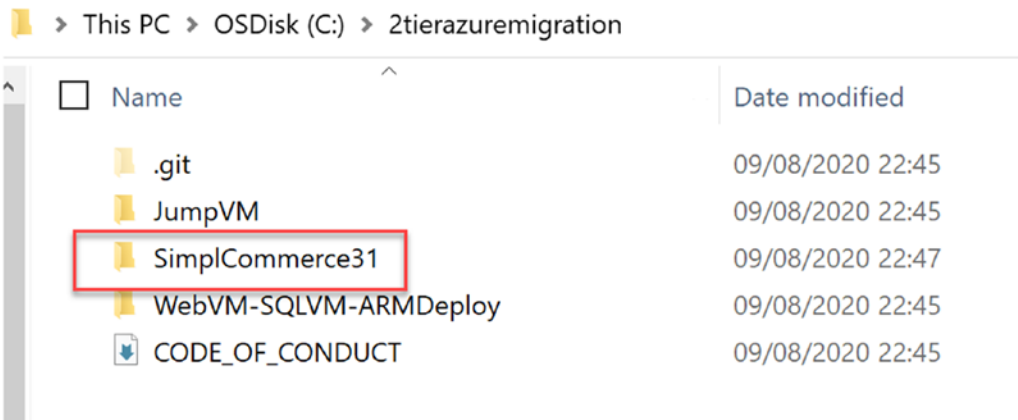 This PC > OSDisk (C:) > 2tierazuremigration
Name Date modified
.git 09/08/2020 22:45
JumpVM 09/08/2020 22:45
SimplCommerce31 09/08/2020 22:47
WebVM-SQLVM-ARMDeploy 09/08/2020 22:45
CODE_OF_CONDUCT 09/08/2020 22:45